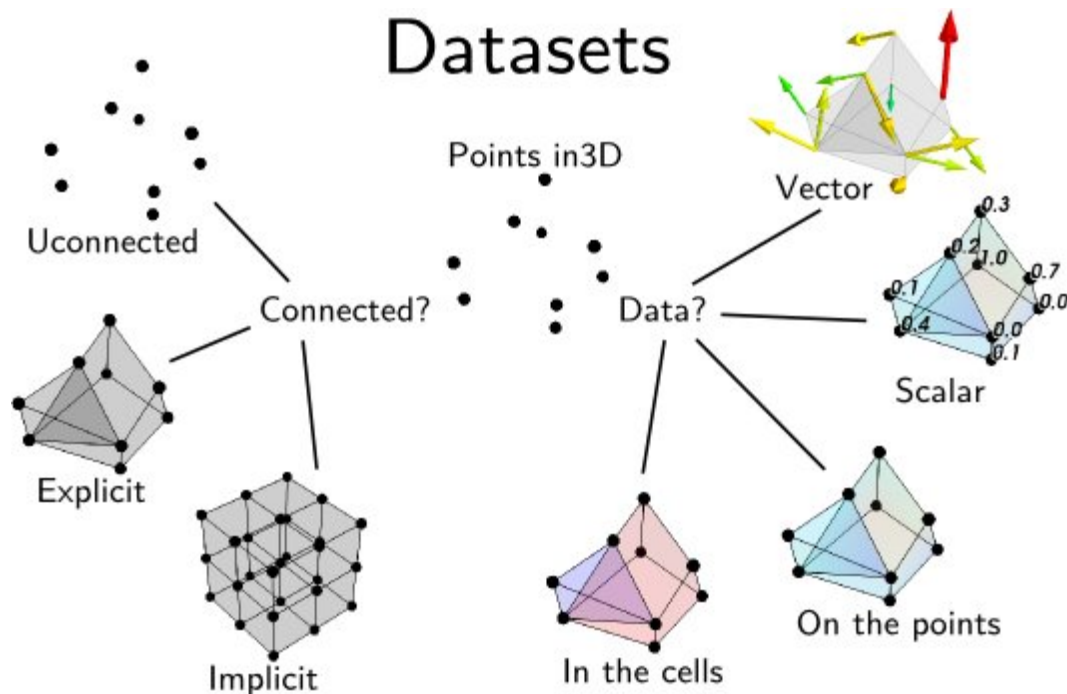 Datasets
Points in3D
Vector
Uconnected
0.3
0.2
1.0
0.7
0.1
0.0
Connected?
Data?
0.4
0.0
0.1
Scalar
Explicit
On the points
Implicit
In the cells